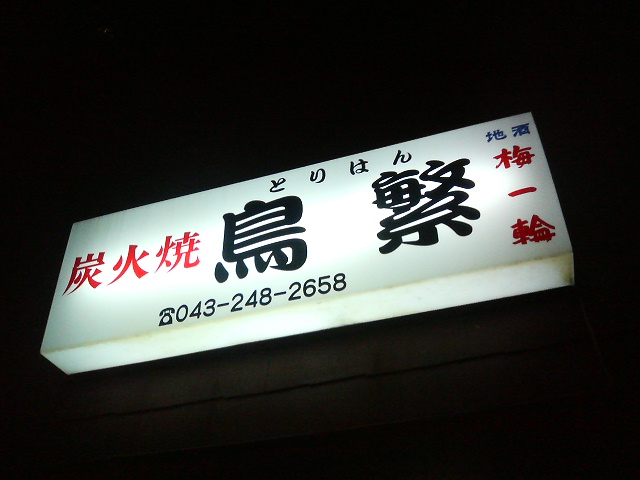 炭火焼
とりはん
鳥繁
☎043-248-2658
地酒
梅一輪